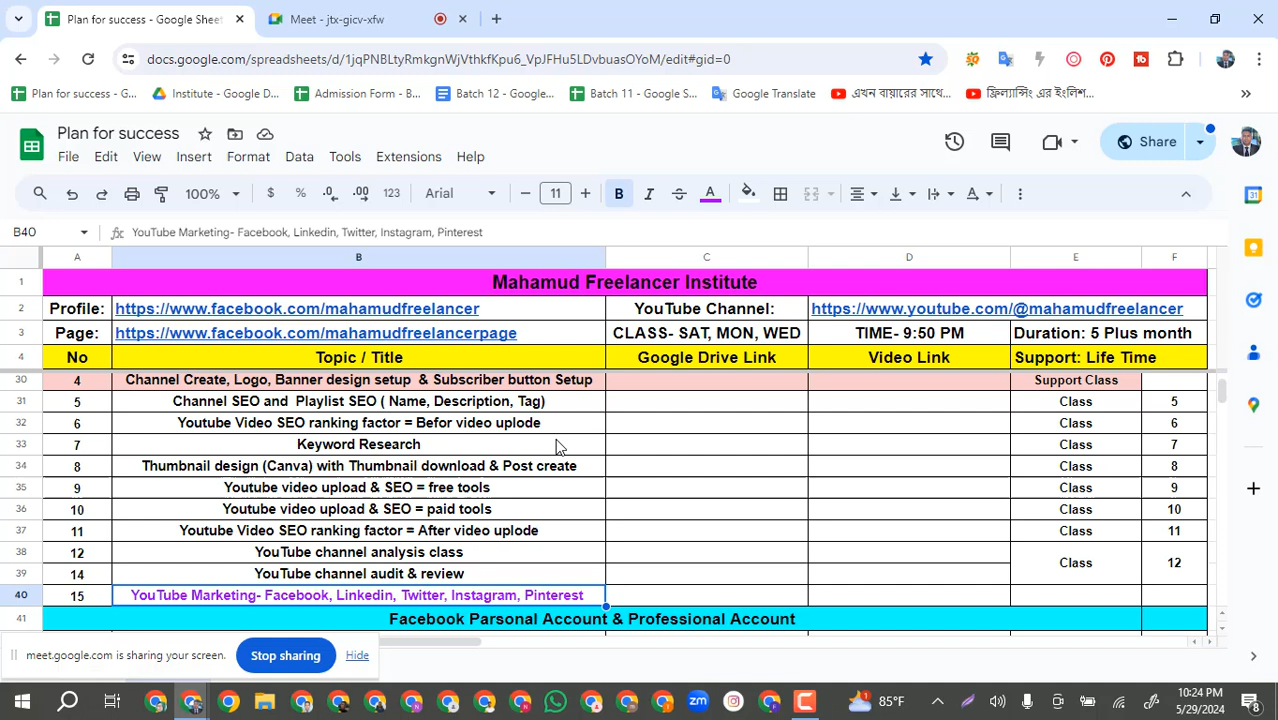 Plan for success - Google Sheet
Meet - jtx-gicv-xfw
docs.google.com/spreadsheets/d/1jqPNBLtyRmkgnWjVthkfKpu6_VpJFHu5LDvbuasOYoM/edit#gid=0
Plan for success - G...
Institute - Google D...
Admission Form - B...
Batch 12 - Google...
Batch 11 - Google S...
Google Translate
এখন বায়ারের সাথে...
ফ্রিল্যান্সিং এর ইংলিশ...
Plan for success
Share
File Edit View Insert Format Data Tools Extensions Help
100% $ % .0 .00 123 Arial 11 B I A
B40 fx YouTube Marketing- Facebook, Linkedin, Twitter, Instagram, Pinterest
A B C D E F
1 Mahamud Freelancer Institute
2 Profile: https://www.facebook.com/mahamudfreelancer YouTube Channel: https://www.youtube.com/@mahamudfreelancer
3 Page: https://www.facebook.com/mahamudfreelancerpage CLASS- SAT, MON, WED TIME- 9:50 PM Duration: 5 Plus month
4 No Topic / Title Google Drive Link Video Link Support: Life Time
30 4 Channel Create, Logo, Banner design setup & Subscriber button Setup Support Class
31 5 Channel SEO and Playlist SEO ( Name, Description, Tag) Class 5
32 6 Youtube Video SEO ranking factor = Befor video uplode Class 6
33 7 Keyword Research Class 7
34 8 Thumbnail design (Canva) with Thumbnail download & Post create Class 8
35 9 Youtube video upload & SEO = free tools Class 9
36 10 Youtube video upload & SEO = paid tools Class 10
37 11 Youtube Video SEO ranking factor = After video uplode Class 11
38 12 YouTube channel analysis class Class 12
39 14 YouTube channel audit & review
40 15 YouTube Marketing- Facebook, Linkedin, Twitter, Instagram, Pinterest
41 Facebook Parsonal Account & Professional Account
meet.google.com is sharing your screen. Stop sharing Hide
zm
85°F
10:24 PM
5/29/2024
8